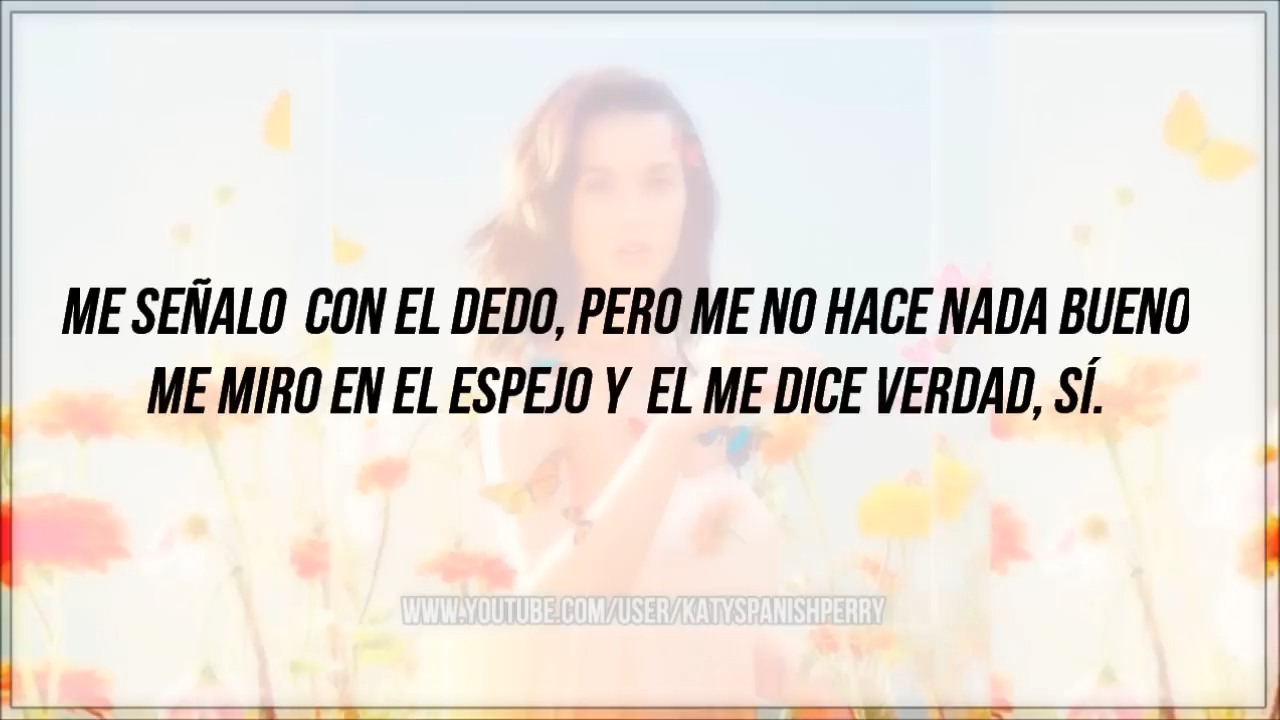 ME SEÑALO CON EL DEDO, PERO ME NO HACE NADA BUENO
ME MIRO EN EL ESPEJO Y EL ME DICE VERDAD, SÍ.
WWW.YOUTUBE.COM/USER/KATYSPANISHPERRY